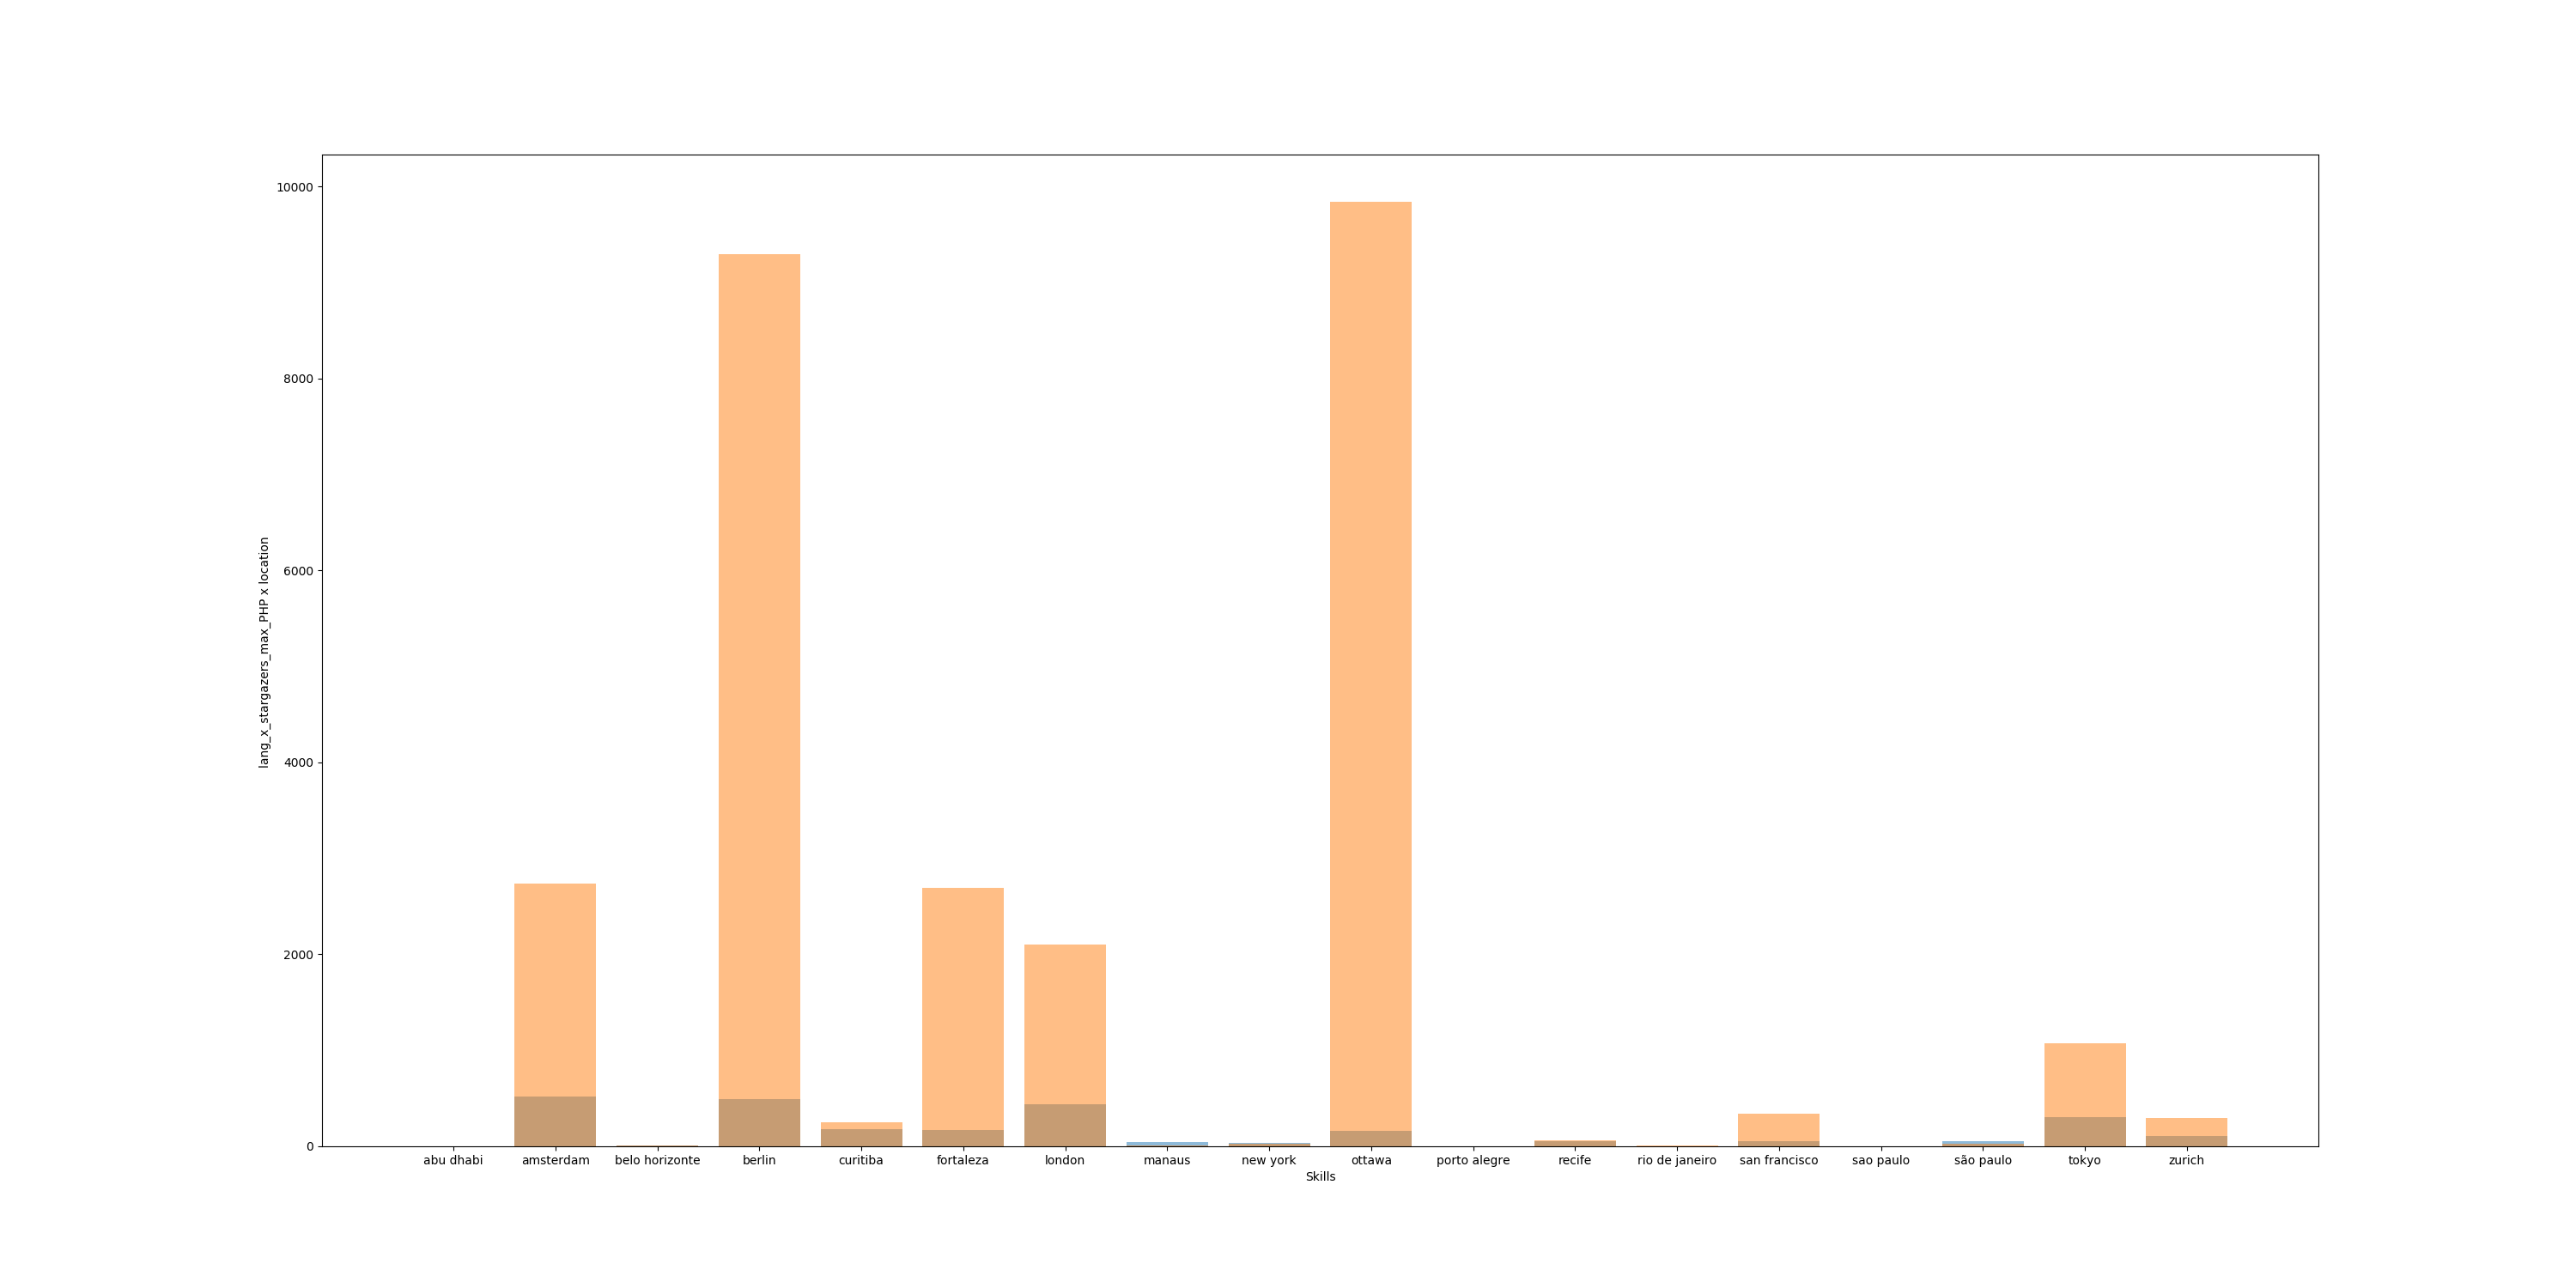 10000
8000
6000
4000
2000
0
lang_x_stargazers_max_PHP x location
abu dhabi amsterdam belo horizonte berlin curitiba fortaleza london manaus new york ottawa porto alegre recife rio de janeiro san francisco sao paulo são paulo tokyo zurich
Skills